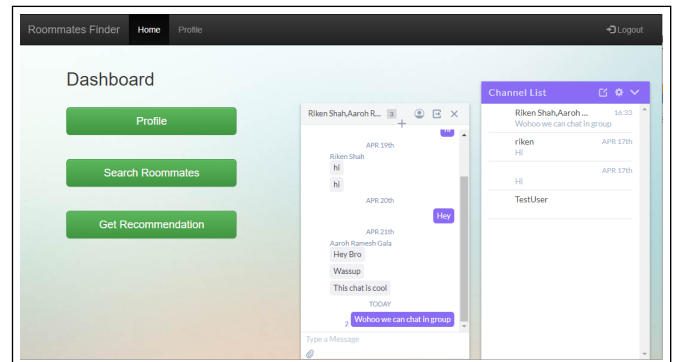 Roommates Finder Home Profile Logout
Dashboard
Profile
Search Roommates
Get Recommendation
Riken Shah,Aaroh R... 3
Hi
APR 19th
Riken Shah
hi
hi
APR 20th
Hey
APR 21th
Aaroh Ramesh Gala
Hey Bro
Wassup
This chat is cool
TODAY
2 Wohoo we can chat in group
Type a Message
Channel List
Riken Shah,Aaroh ... 16:33
Wohoo we can chat in group
riken APR 17th
Hi
APR 17th
Hi
TestUser